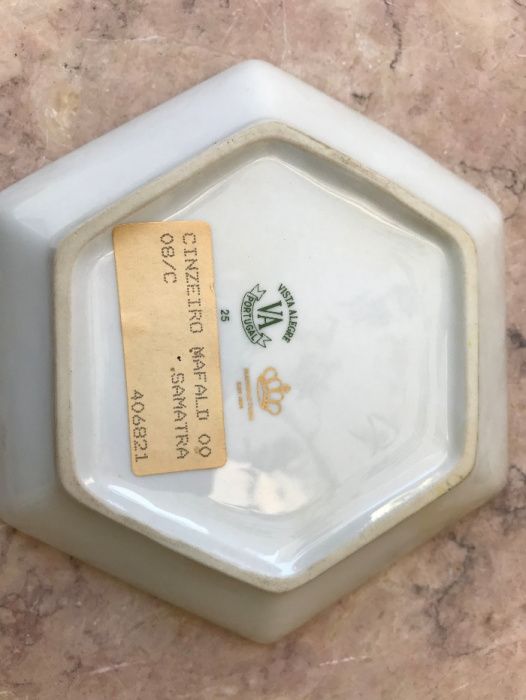 CINZEIRO MAFALD 00
08/C .SAMATRA
406821
25
VISTA ALEGRE
VA
PORTUGAL